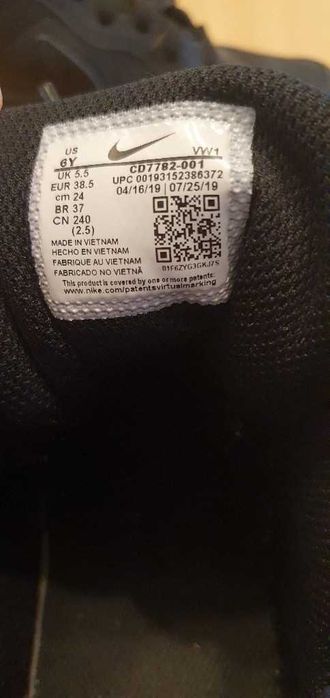 US VW1
6Y CD7782-001
UK 5.5 UPC 00193152386372
EUR 38.5 04/16/19 | 07/25/19
cm 24
BR 37
CN 240
(2.5)
MADE IN VIETNAM
HECHO EN VIETNAM
FABRIQUE AU VIETNAM
FABRICADO NO VIETNÃ
This product is covered by one or more patents:
www.nike.com/patentsvirtualmarking